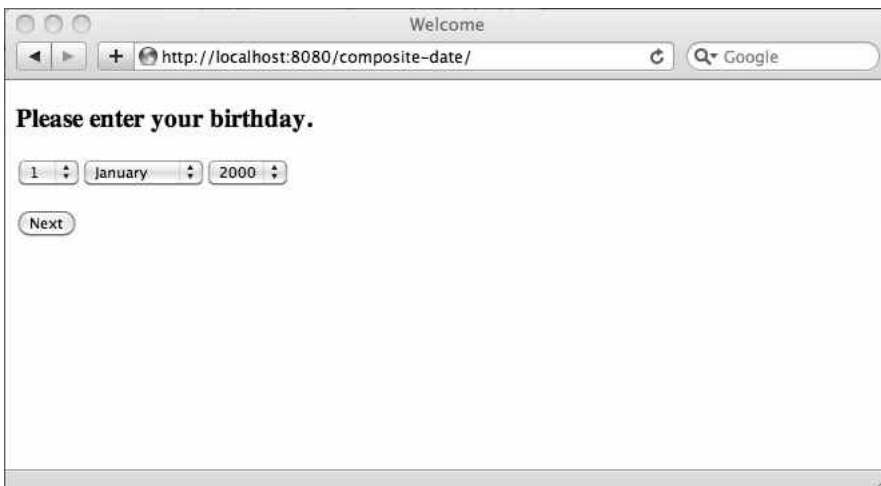 Welcome
http://localhost:8080/composite-date/ Google
Please enter your birthday.
1 January 2000
Next